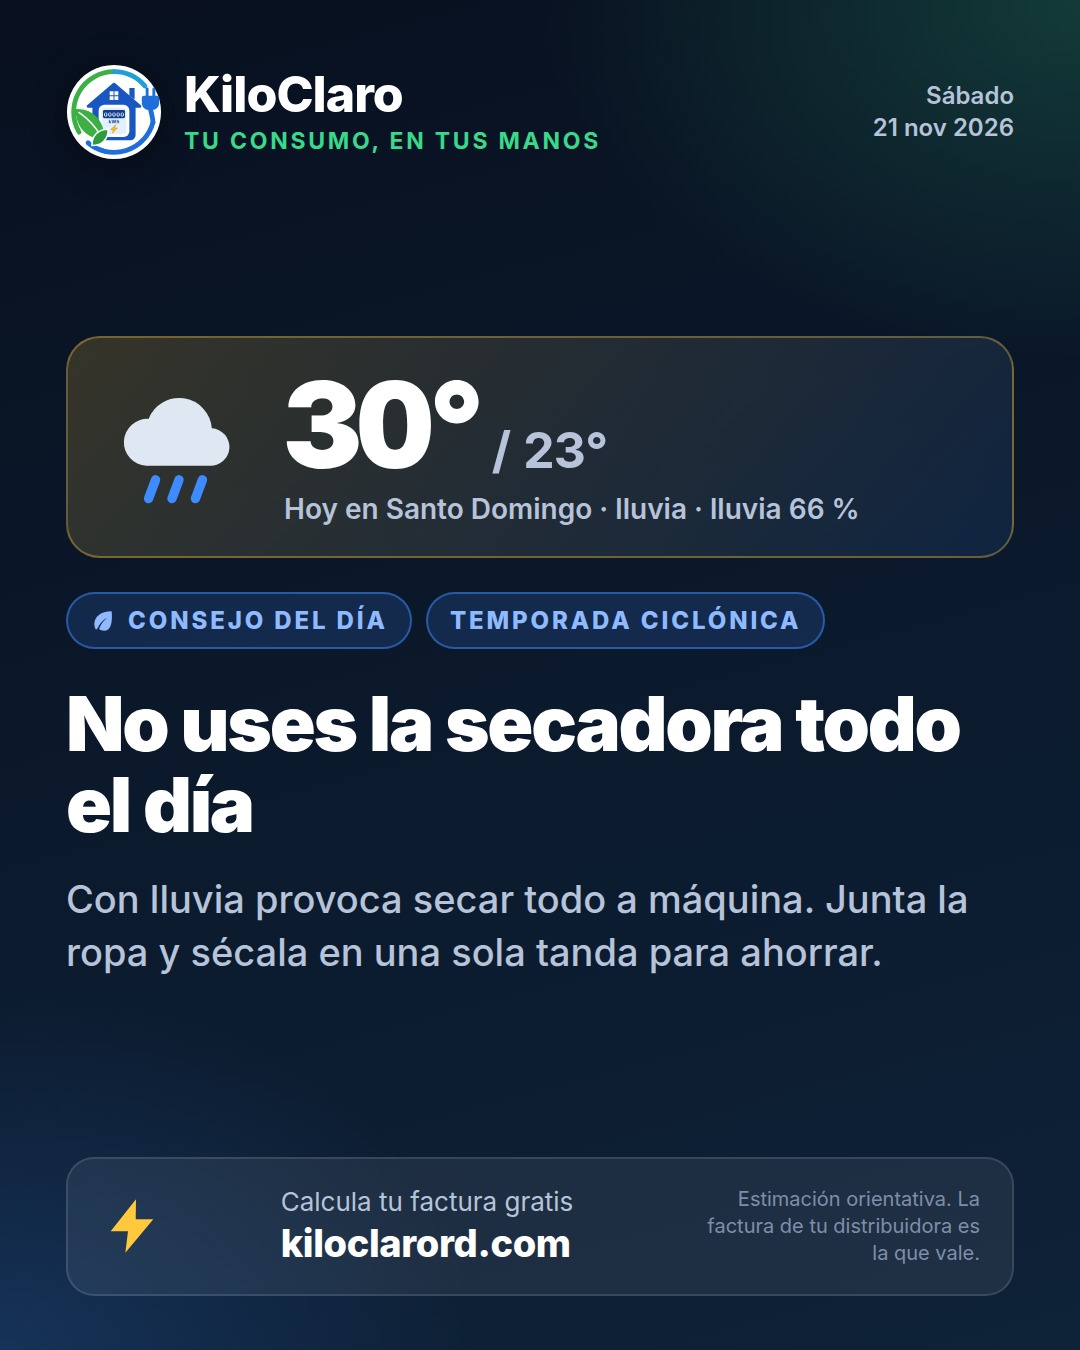 KiloClaro
TU CONSUMO, EN TUS MANOS
Sábado
21 nov 2026
30° / 23°
Hoy en Santo Domingo · lluvia · lluvia 66 %
CONSEJO DEL DÍA
TEMPORADA CICLÓNICA
No uses la secadora todo
el día
Con lluvia provoca secar todo a máquina. Junta la
ropa y sécala en una sola tanda para ahorrar.
Calcula tu factura gratis
kiloclarord.com
Estimación orientativa. La
factura de tu distribuidora es
la que vale.